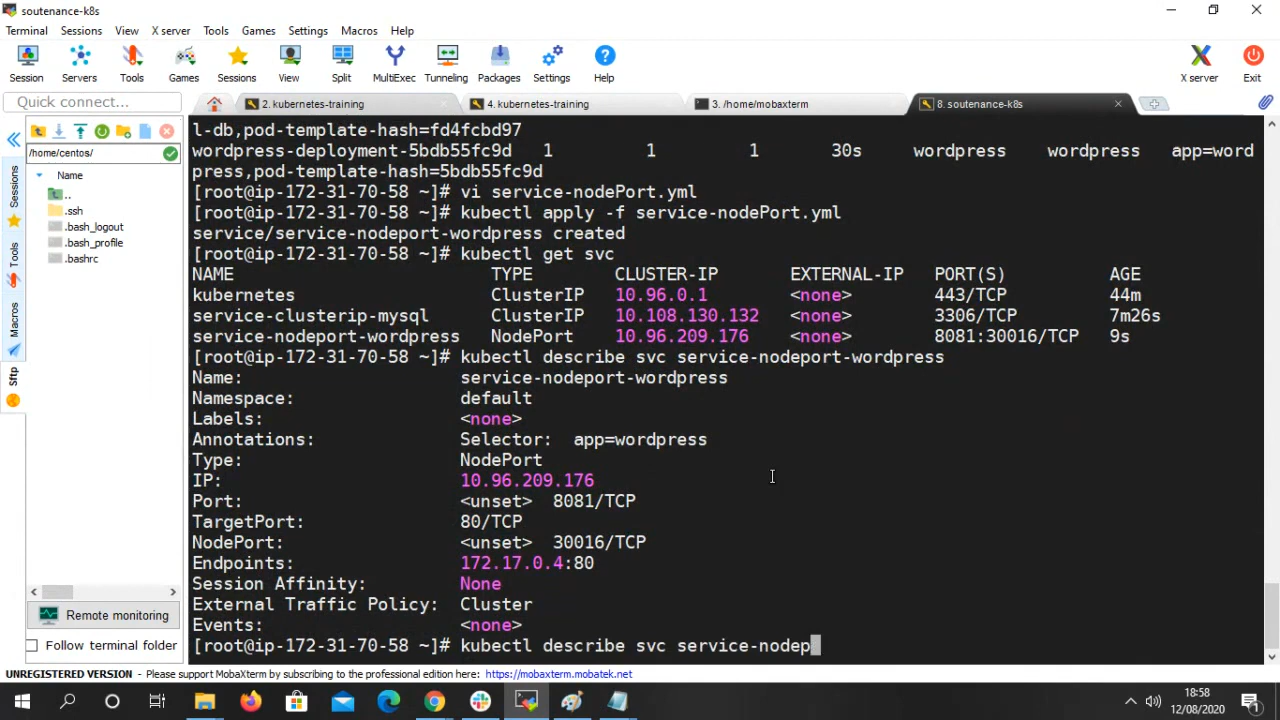 soutenance-k8s
Terminal Sessions View X server Tools Games Settings Macros Help
Session Servers Tools Games Sessions View Split MultiExec Tunneling Packages Settings Help X server Exit
Quick connect...
2. kubernetes-training
4. kubernetes-training
3. /home/mobaxterm
8. soutenance-k8s
/home/centos/
Name
..
.ssh
.bash_logout
.bash_profile
.bashrc
Sessions
Tools
Macros
Sftp
l-db,pod-template-hash=fd4fcbd97
wordpress-deployment-5bdb55fc9d 1 1 1 30s wordpress wordpress app=word
press,pod-template-hash=5bdb55fc9d
[root@ip-172-31-70-58 ~]# vi service-nodePort.yml
[root@ip-172-31-70-58 ~]# kubectl apply -f service-nodePort.yml
service/service-nodeport-wordpress created
[root@ip-172-31-70-58 ~]# kubectl get svc
NAME TYPE CLUSTER-IP EXTERNAL-IP PORT(S) AGE
kubernetes ClusterIP 10.96.0.1 <none> 443/TCP 44m
service-clusterip-mysql ClusterIP 10.108.130.132 <none> 3306/TCP 7m26s
service-nodeport-wordpress NodePort 10.96.209.176 <none> 8081:30016/TCP 9s
[root@ip-172-31-70-58 ~]# kubectl describe svc service-nodeport-wordpress
Name: service-nodeport-wordpress
Namespace: default
Labels: <none>
Annotations: Selector: app=wordpress
Type: NodePort
IP: 10.96.209.176
Port: <unset> 8081/TCP
TargetPort: 80/TCP
NodePort: <unset> 30016/TCP
Endpoints: 172.17.0.4:80
Session Affinity: None
External Traffic Policy: Cluster
Events: <none>
[root@ip-172-31-70-58 ~]# kubectl describe svc service-nodep
Remote monitoring
Follow terminal folder
UNREGISTERED VERSION - Please support MobaXterm by subscribing to the professional edition here: https://mobaxterm.mobatek.net
18:58
12/08/2020
1